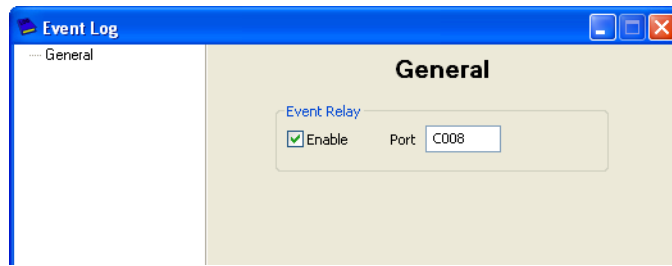 Event Log
General
General
Event Relay
Enable Port C008